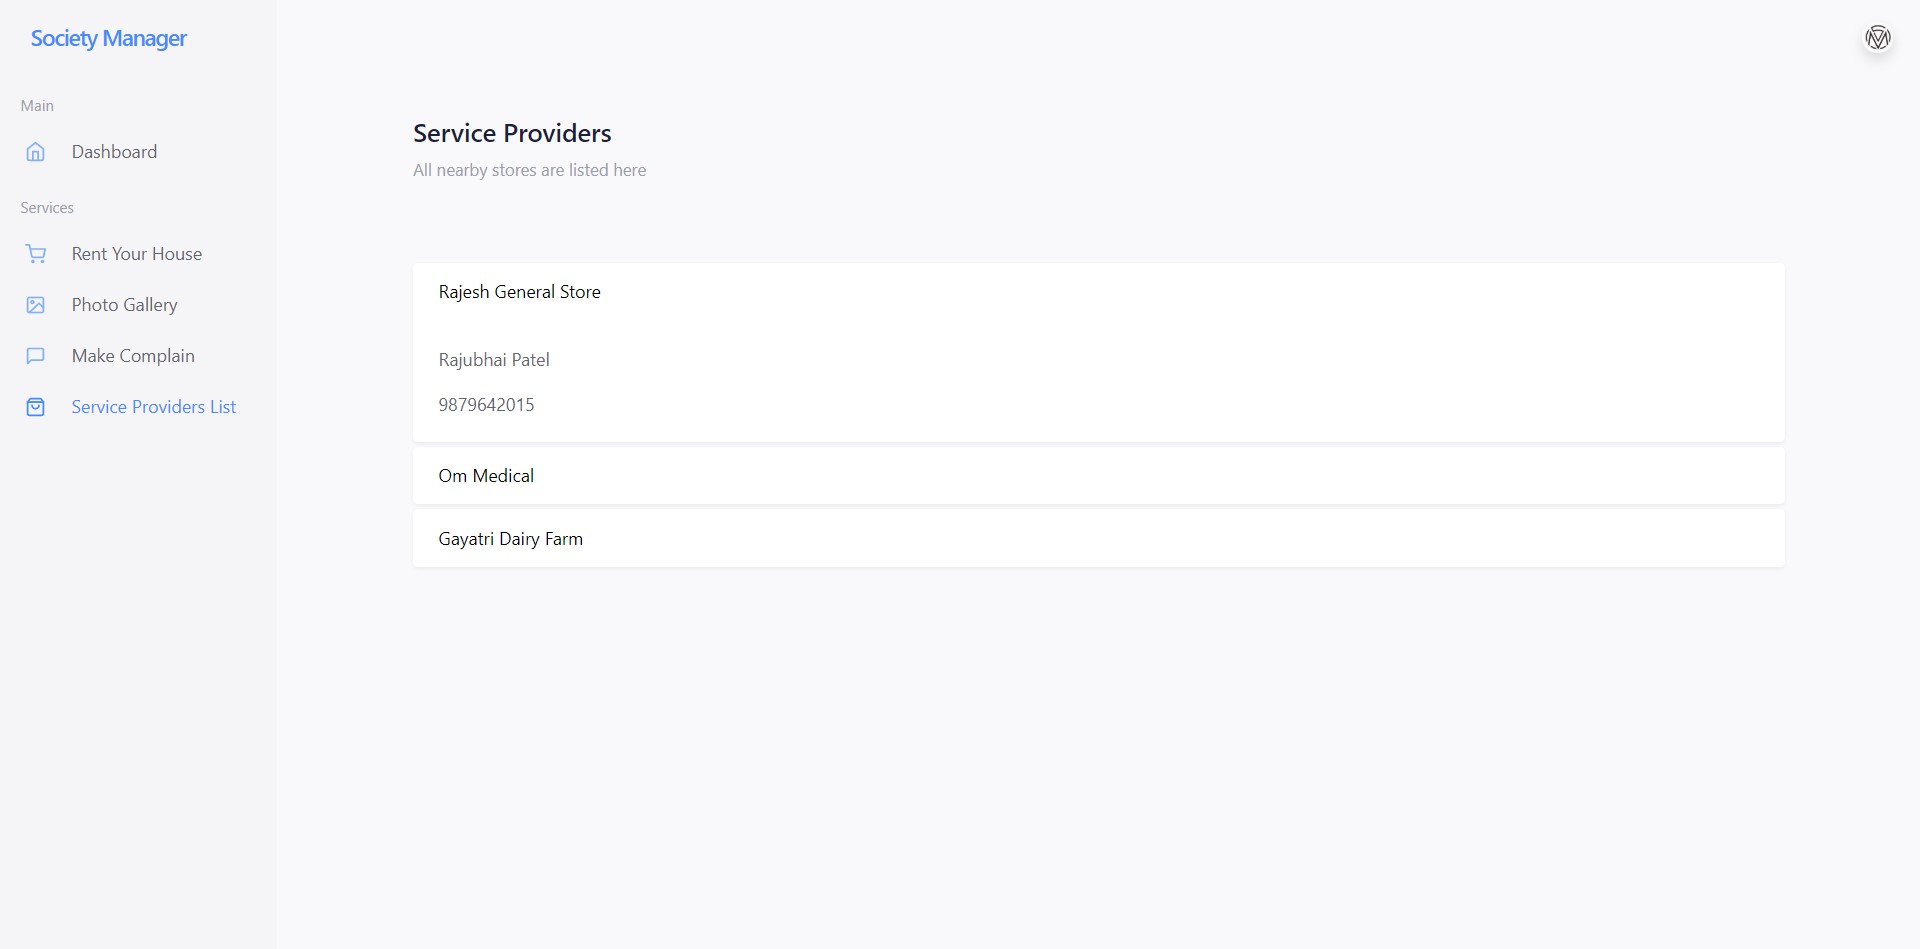 Society Manager
Main
Dashboard
Services
Rent Your House
Photo Gallery
Make Complain
Service Providers List
Service Providers
All nearby stores are listed here
Rajesh General Store
Rajubhai Patel
9879642015
Om Medical
Gayatri Dairy Farm